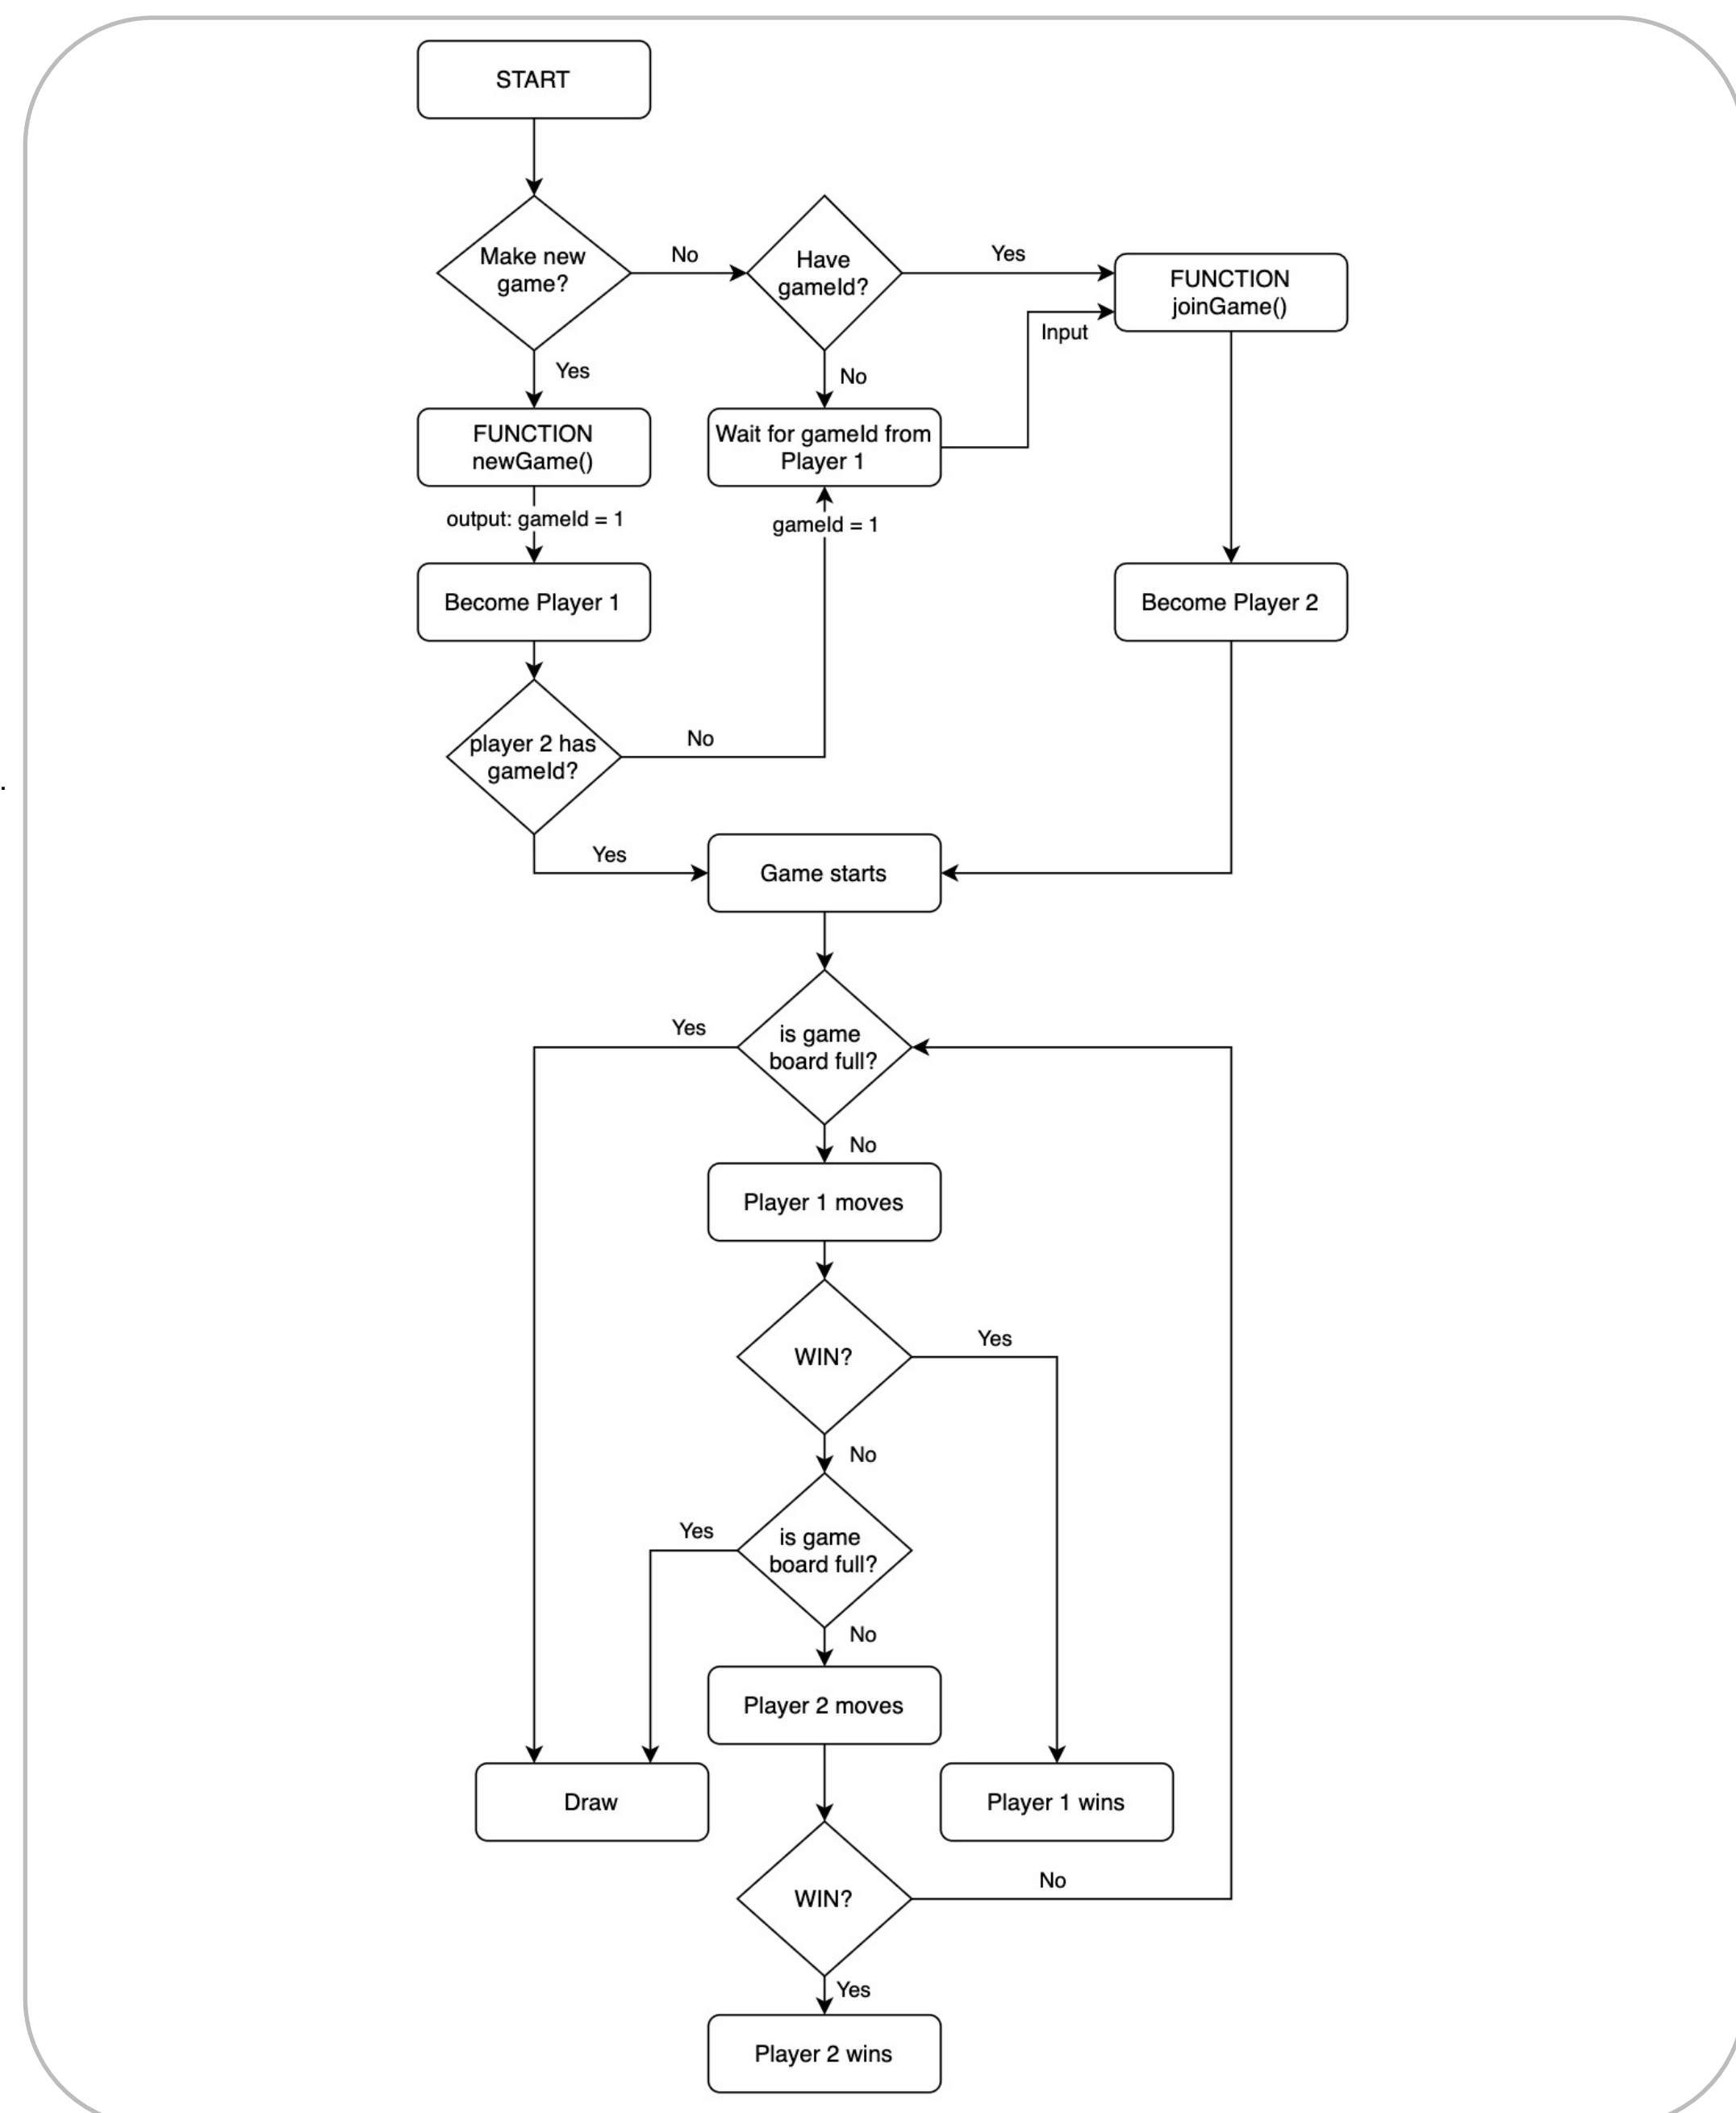 START
Make new
game?
No
Have
gameId?
Yes
FUNCTION
joinGame()
Input
Yes
No
FUNCTION
newGame()
Wait for gameId from
Player 1
output: gameId = 1
gameId = 1
Become Player 1
Become Player 2
player 2 has
gameId?
No
.
Yes
Game starts
Yes
is game
board full?
No
Player 1 moves
WIN?
Yes
No
Yes
is game
board full?
No
Player 2 moves
Draw
Player 1 wins
WIN?
No
Yes
Player 2 wins